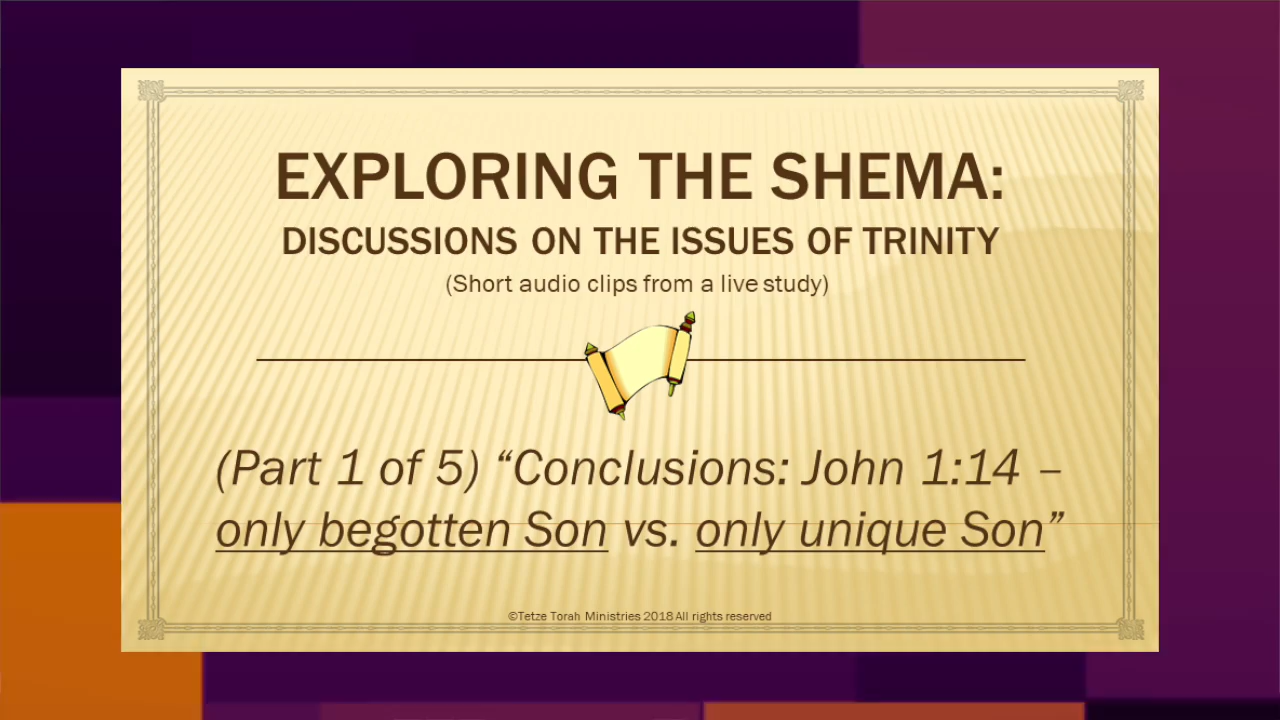 EXPLORING THE SHEMA:
DISCUSSIONS ON THE ISSUES OF TRINITY
(Short audio clips from a live study)
(Part 1 of 5) “Conclusions: John 1:14 –
only begotten Son vs. only unique Son”
©Tetze Torah Ministries 2018 All rights reserved